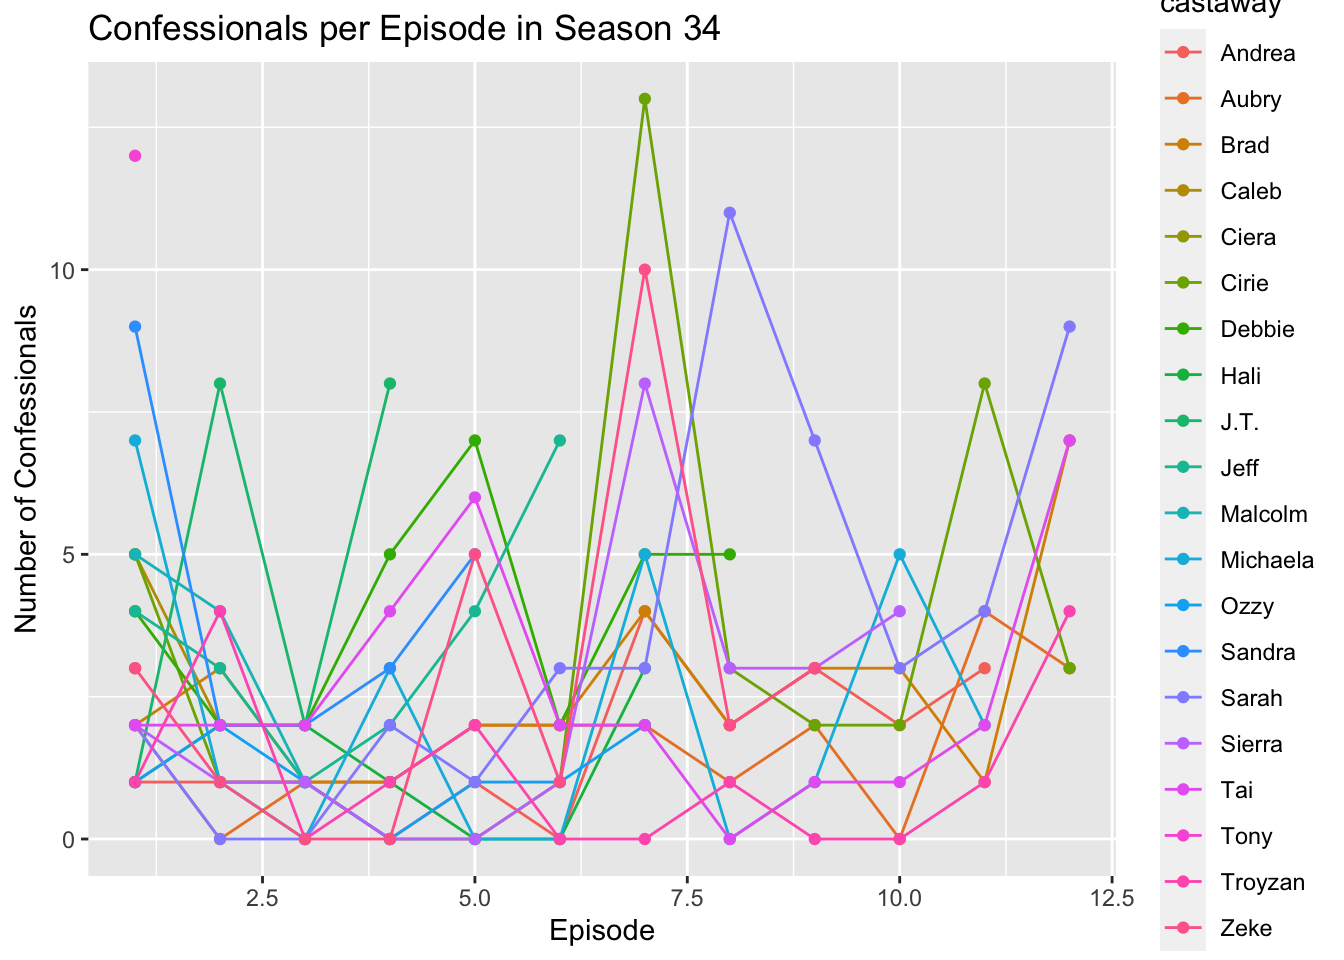 Confessionals per Episode in Season 34
castaway
Andrea
Aubry
Brad
Caleb
Ciera
Cirie
Debbie
Hali
J.T.
Jeff
Malcolm
Michaela
Ozzy
Sandra
Sarah
Sierra
Tai
Tony
Troyzan
Zeke
Number of Confessionals
10
5
0
2.5
5.0
7.5
10.0
12.5
Episode